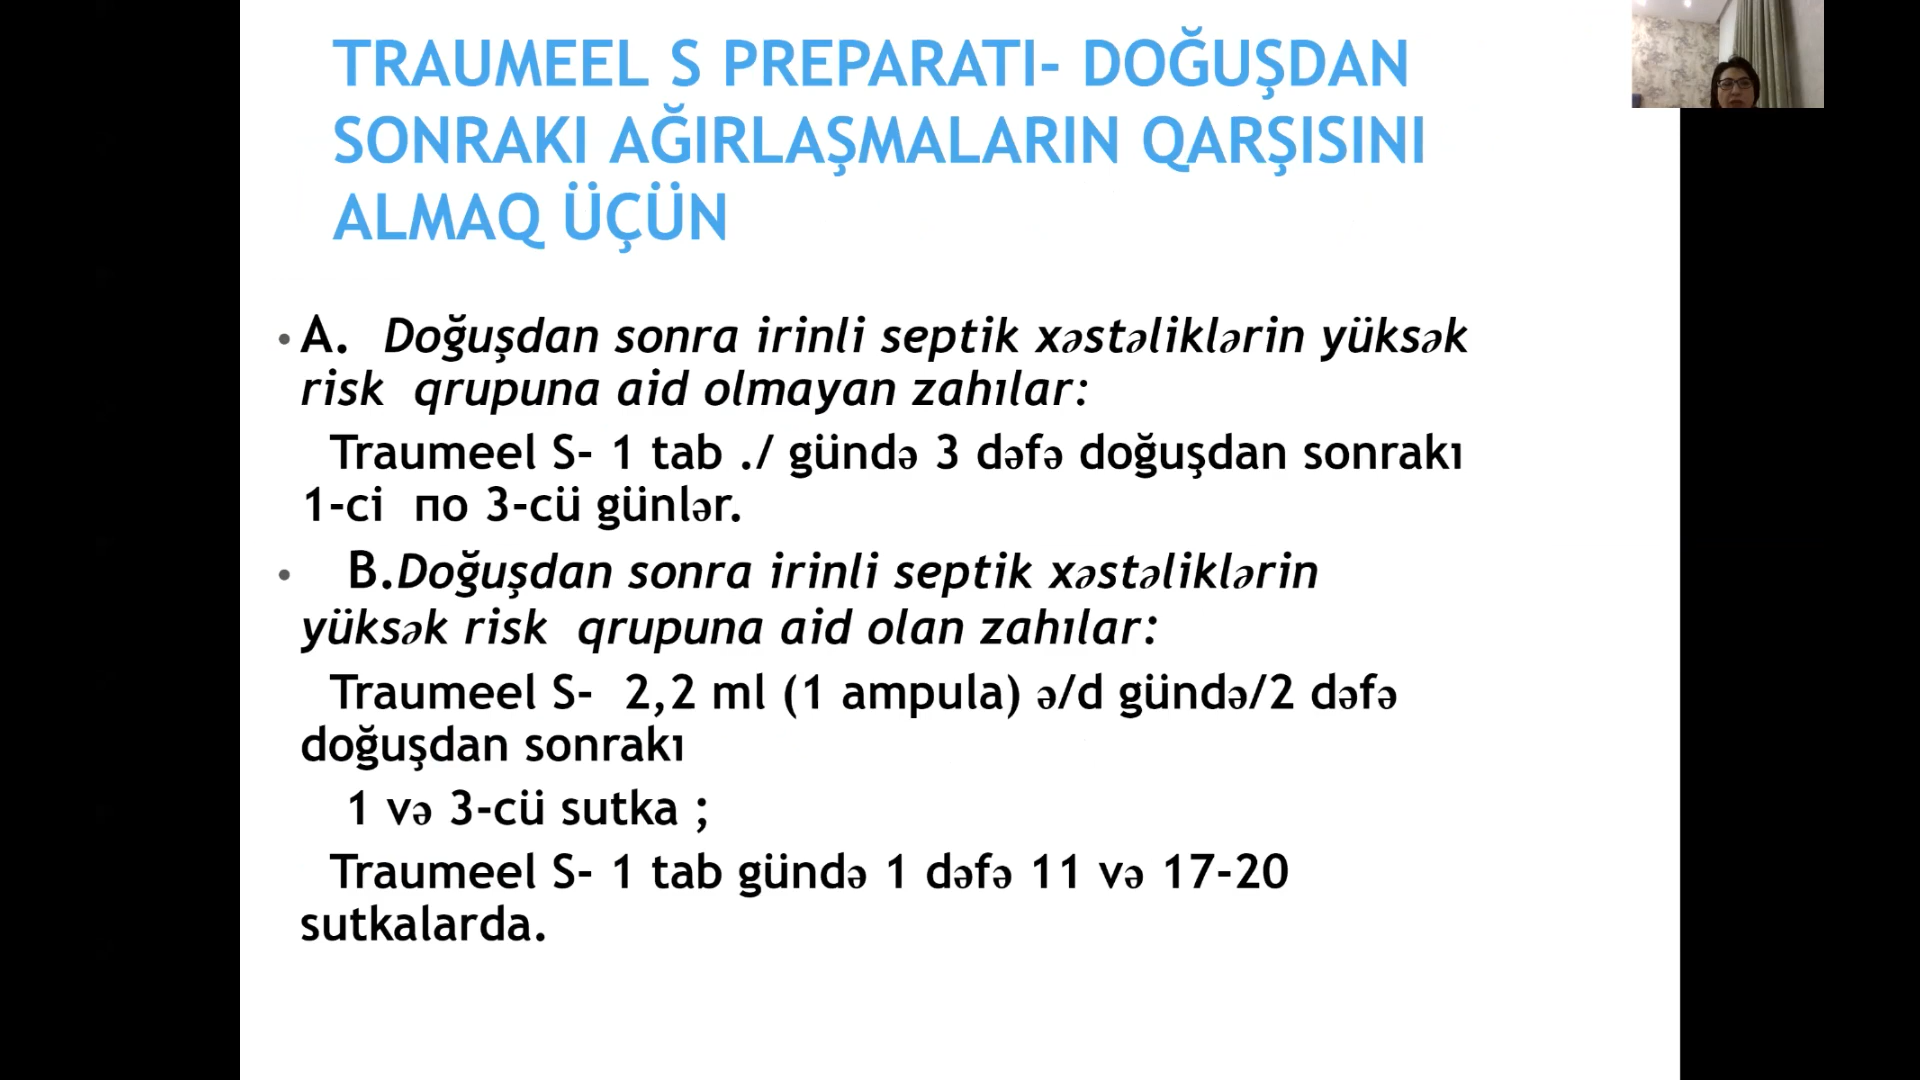 TRAUMEEL S PREPARATI- DOĞUŞDAN
SONRAKI AĞIRLAŞMALARIN QARŞISINI
ALMAQ ÜÇÜN
• A. Doğuşdan sonra irinli septik xəstəliklərin yüksək
risk qrupuna aid olmayan zahılar:
Traumeel S- 1 tab ./ gündə 3 dəfə doğuşdan sonrakı
1-ci по 3-cü günlər.
• B.Doğuşdan sonra irinli septik xəstəliklərin
yüksək risk qrupuna aid olan zahılar:
Traumeel S- 2,2 ml (1 ampula) ə/d gündə/2 dəfə
doğuşdan sonrakı
1 və 3-cü sutka ;
Traumeel S- 1 tab gündə 1 dəfə 11 və 17-20
sutkalarda.